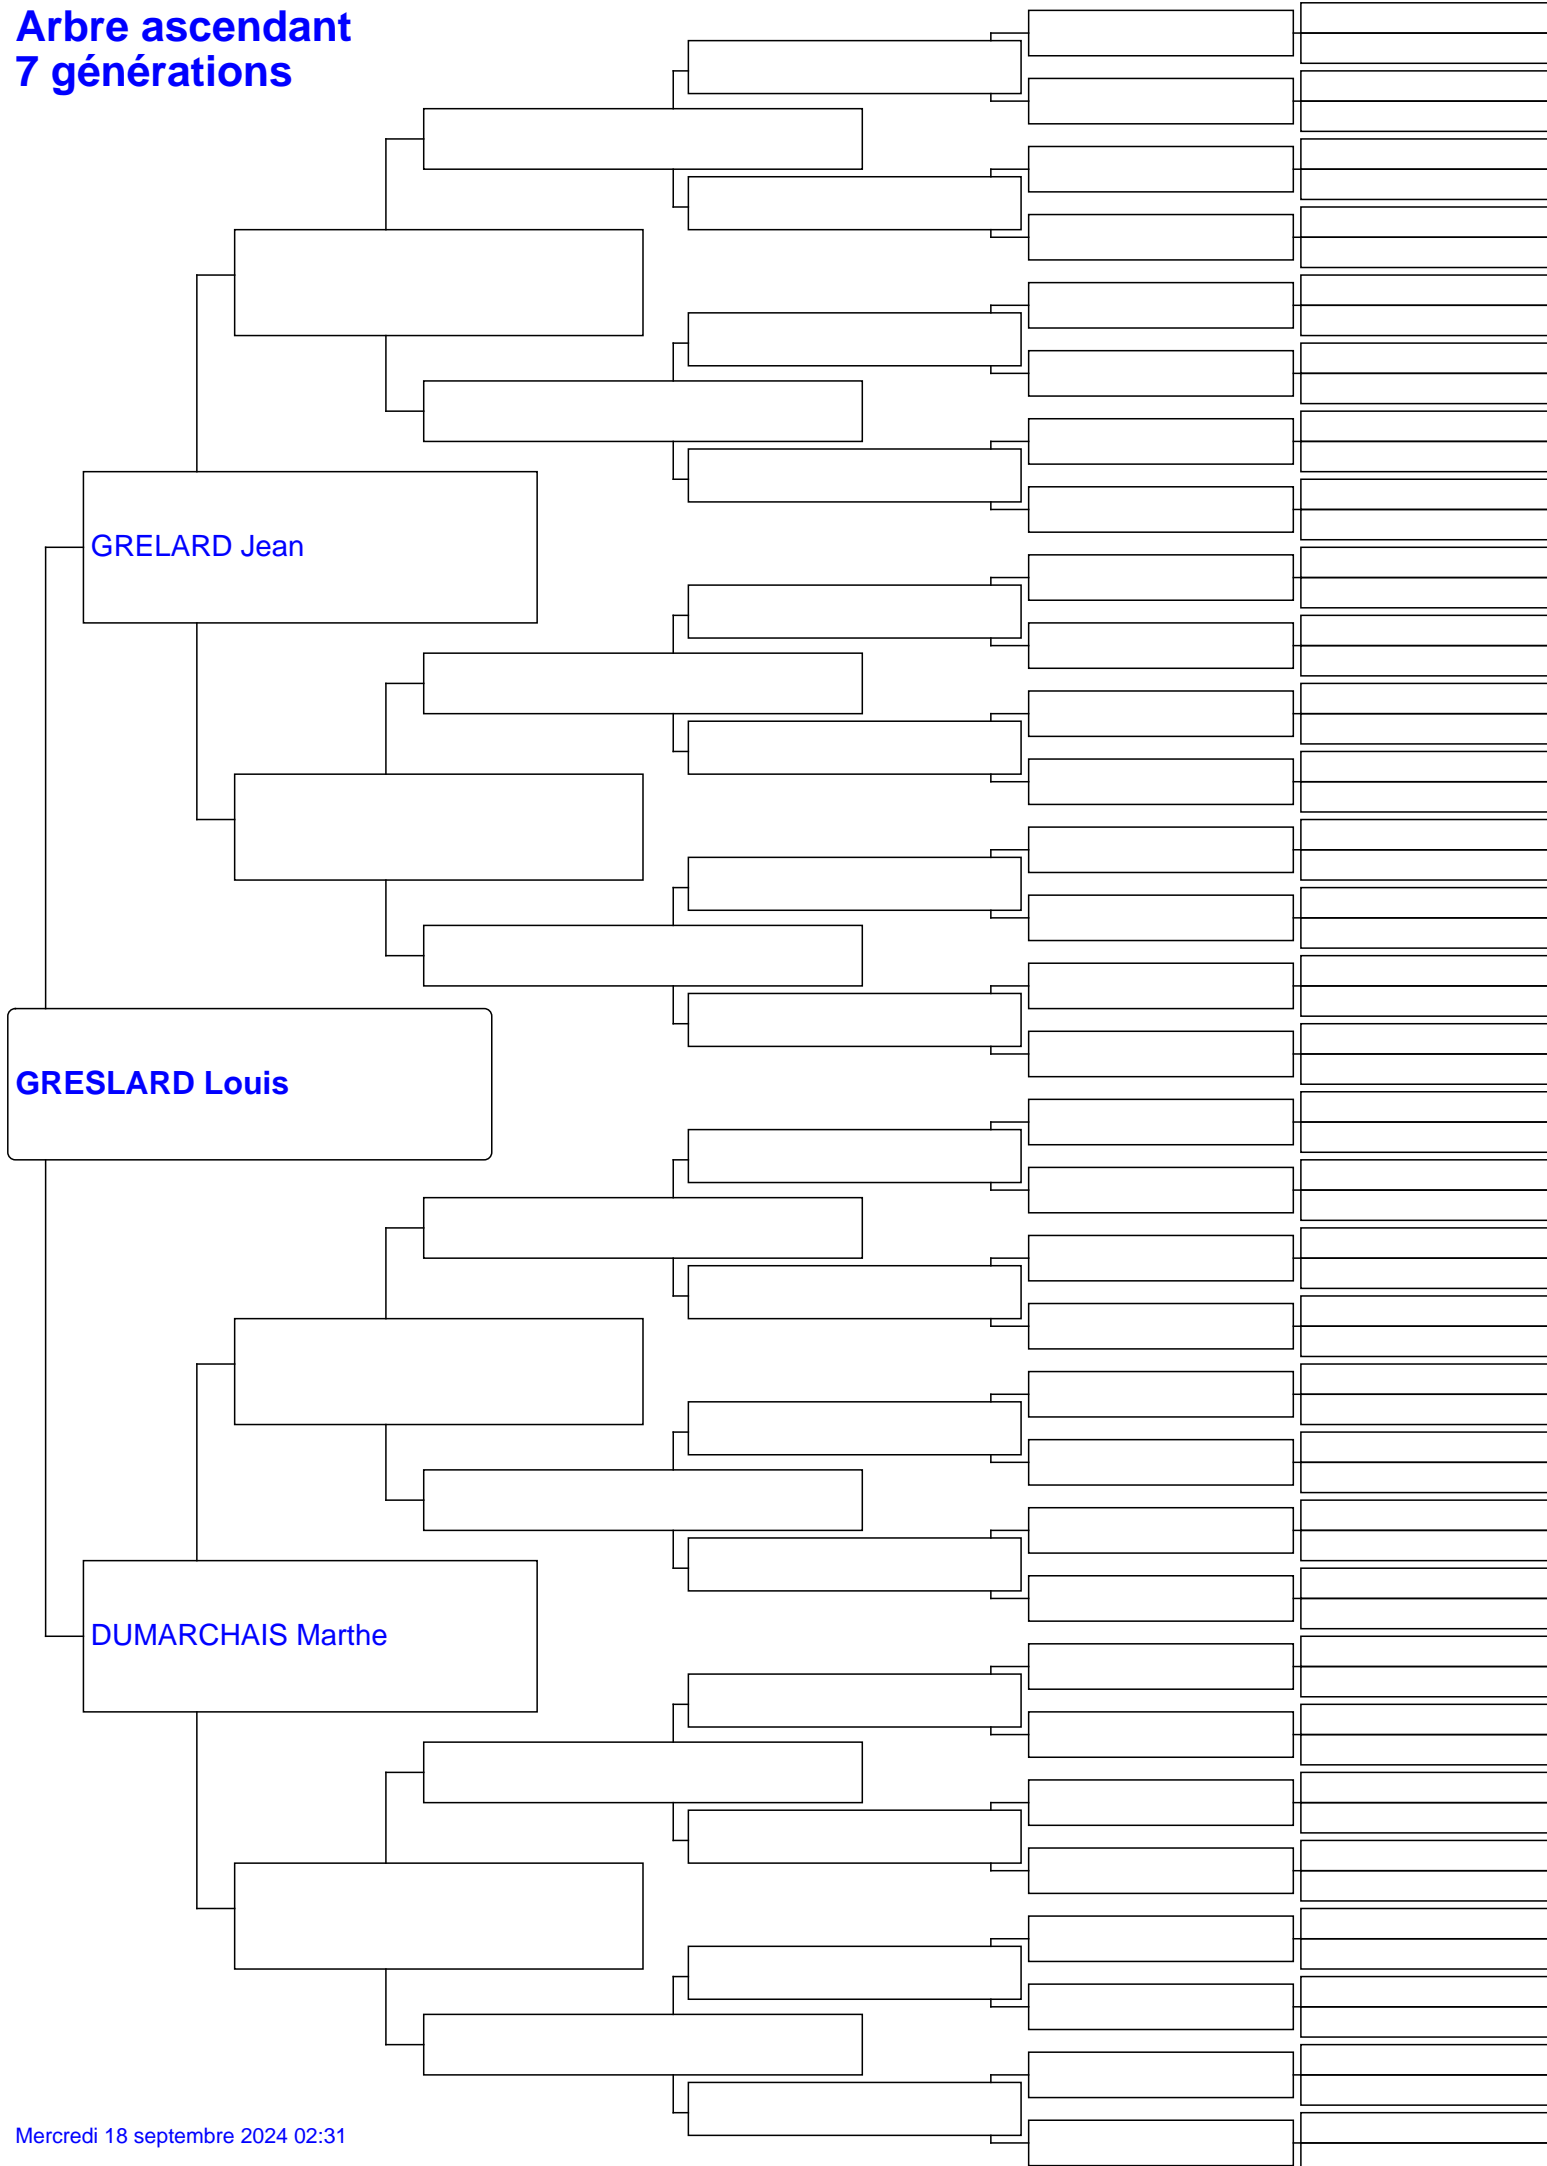 Arbre ascendant
7 générations
GRELARD Jean
GRESLARD Louis
DUMARCHAIS Marthe
Mercredi 18 septembre 2024 02:31